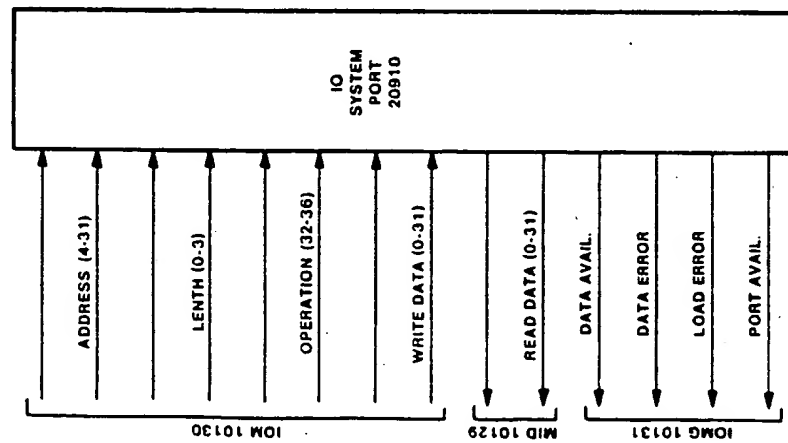 IO
SYSTEM
PORT
20910
ADDRESS (4-31)
LENTH (0-3)
OPERATION (32-36)
WRITE DATA (0-31)
READ DATA (0-31)
DATA AVAIL.
DATA ERROR
LOAD ERROR
PORT AVAIL.
IOM 10130
MID 10129
IOMG 10131